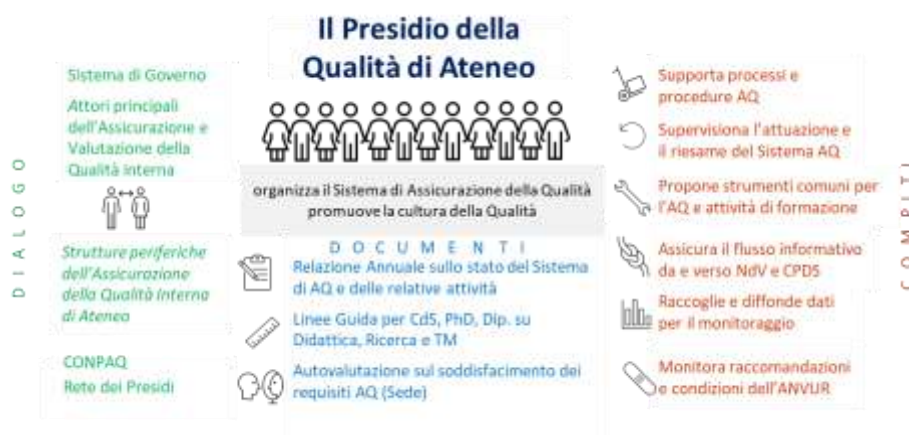 Il Presidio della
Qualità di Ateneo
organizza il Sistema di Assicurazione della Qualità
promuove la cultura della Qualità
DIALOGO
Sistema di Governo
Attori principali
dell'Assicurazione e
Valutazione della
Qualità interna
Strutture periferiche
dell'Assicurazione
della Qualità Interna
di Ateneo
CONPAQ
Rete dei Presidi
DOCUMENTI
Relazione Annuale sullo stato del Sistema
di AQ e delle relative attività
Linee Guida per CdS, PhD, Dip. su
Didattica, Ricerca e TM
Autovalutazione sul soddisfacimento dei
requisiti AQ (Sede)
COMPITI
Supporta processi e
procedure AQ
Supervisiona l'attuazione e
il riesame del Sistema AQ
Propone strumenti comuni per
l'AQ e attività di formazione
Assicura il flusso informativo
da e verso NdV e CPDS
Raccoglie e diffonde dati
per il monitoraggio
Monitora raccomandazioni
e condizioni dell'ANVUR